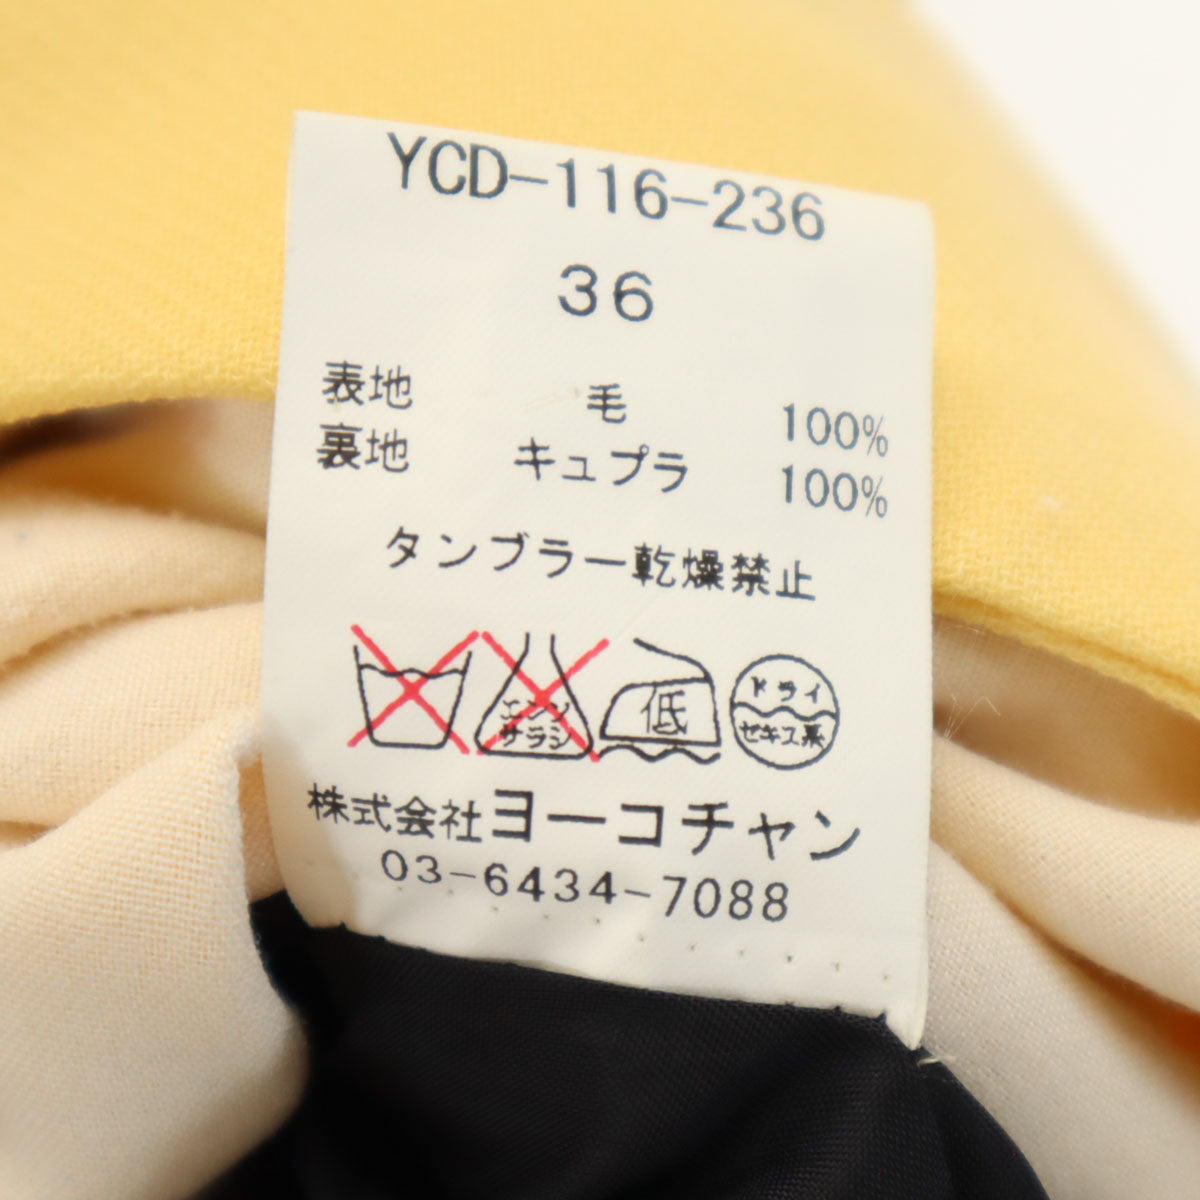 YCD-116-236
36
表地 毛 100%
裏地 キュプラ 100%
タンブラー乾燥禁止
エンソ
サラシ
低
ドライ
セキユ系
株式会社ヨーコチャン
03-6434-7088